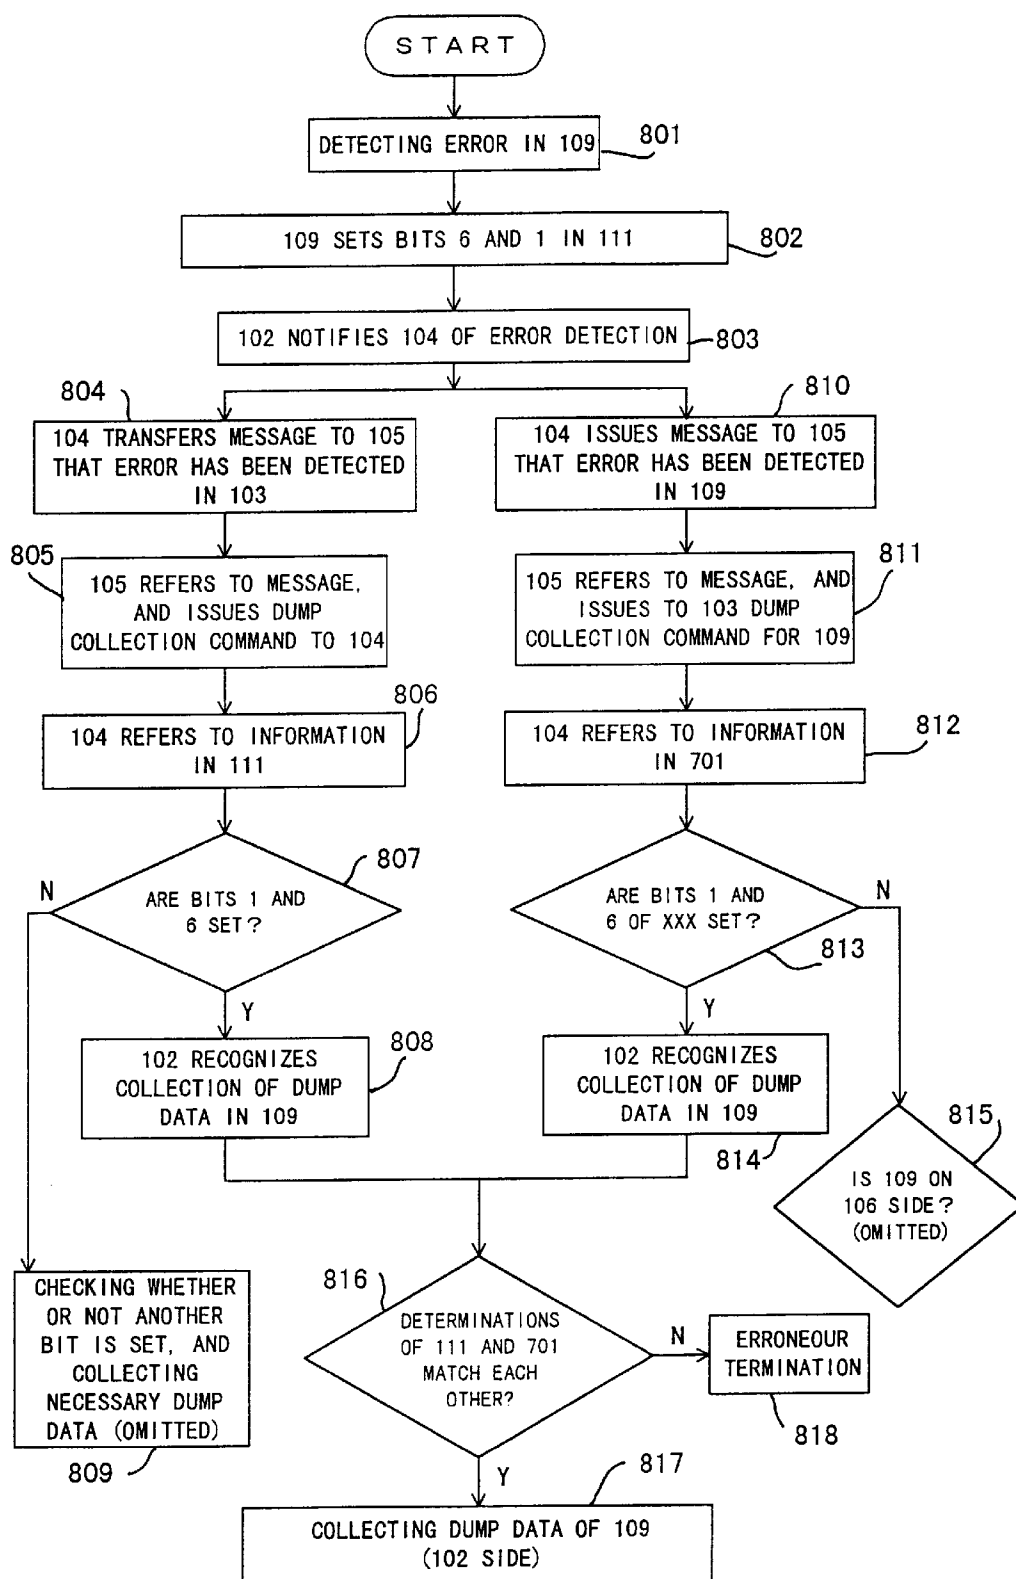 START
DETECTING ERROR IN 109
801
109 SETS BITS 6 AND 1 IN 111
802
102 NOTIFIES 104 OF ERROR DETECTION
803
804
104 TRANSFERS MESSAGE TO 105
THAT ERROR HAS BEEN DETECTED
IN 103
810
104 ISSUES MESSAGE TO 105
THAT ERROR HAS BEEN DETECTED
IN 109
805
105 REFERS TO MESSAGE,
AND ISSUES DUMP
COLLECTION COMMAND TO 104
811
105 REFERS TO MESSAGE, AND
ISSUES TO 103 DUMP
COLLECTION COMMAND FOR 109
806
104 REFERS TO INFORMATION
IN 111
812
104 REFERS TO INFORMATION
IN 701
807
N
ARE BITS 1 AND
6 SET?
Y
ARE BITS 1 AND
6 OF XXX SET?
N
813
Y
808
102 RECOGNIZES
COLLECTION OF DUMP
DATA IN 109
102 RECOGNIZES
COLLECTION OF DUMP
DATA IN 109
814
815
IS 109 ON
106 SIDE?
(OMITTED)
CHECKING WHETHER
OR NOT ANOTHER
BIT IS SET, AND
COLLECTING
NECESSARY DUMP
DATA (OMITTED)
809
816
DETERMINATIONS
OF 111 AND 701
MATCH EACH
OTHER?
N
ERRONEOUR
TERMINATION
818
Y
817
COLLECTING DUMP DATA OF 109
(102 SIDE)